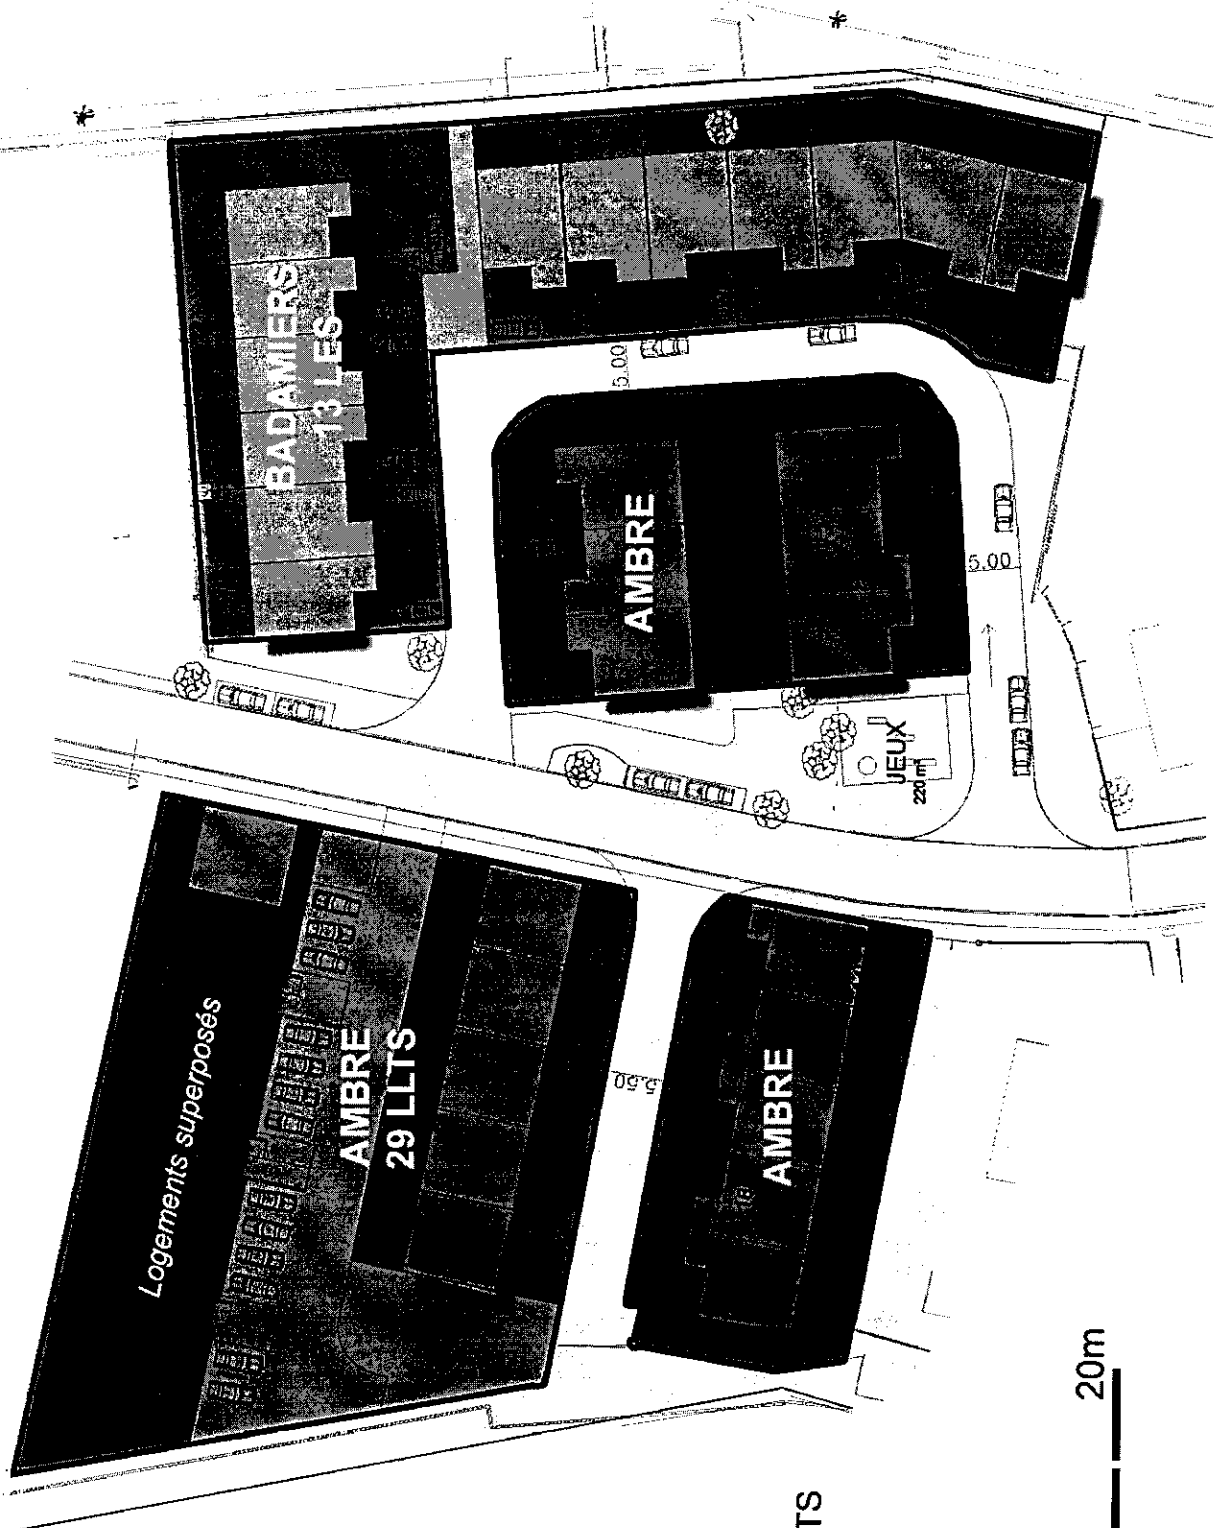 BADAMIERS
13 LES
5.00
AMBRE
5.00
JEUX
220 m²
Logements superposés
AMBRE
29 LLTS
5.50
AMBRE
20m
TS